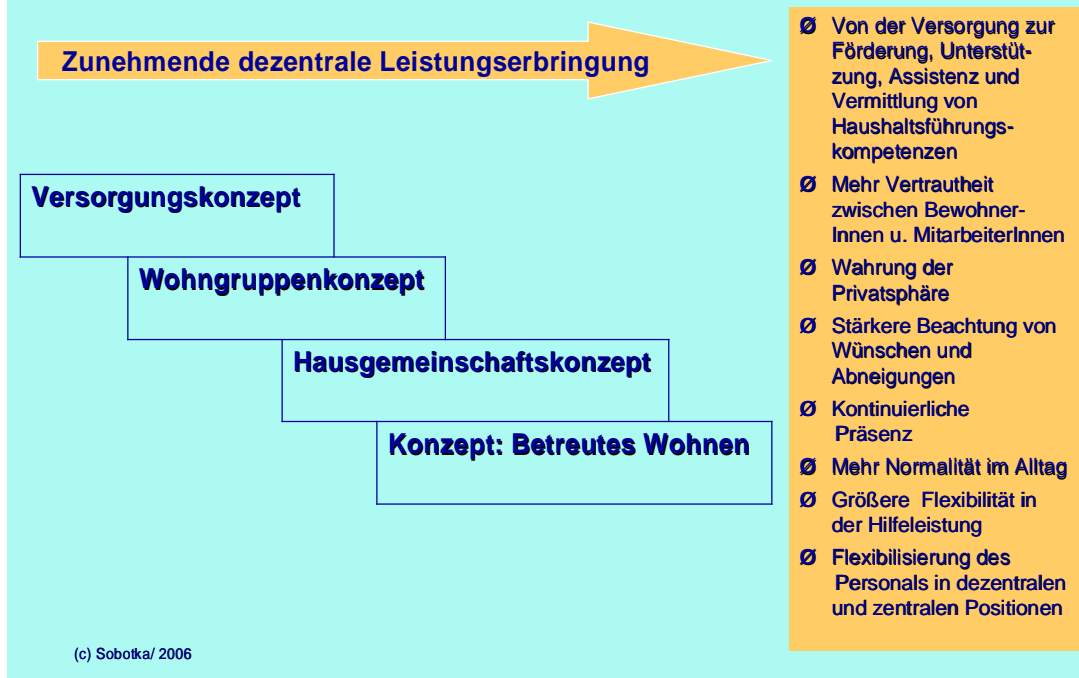 Zunehmende dezentrale Leistungserbringung
Versorgungskonzept
Wohngruppenkonzept
Hausgemeinschaftskonzept
Konzept: Betreutes Wohnen
(c) Sobotka/ 2006
Ø Von der Versorgung zur
Förderung, Unterstüt-
zung, Assistenz und
Vermittlung von
Haushaltsführungs-
kompetenzen
Ø Mehr Vertrautheit
zwischen Bewohner-
Innen u. MitarbeiterInnen
Ø Wahrung der
Privatsphäre
Ø Stärkere Beachtung von
Wünschen und
Abneigungen
Ø Kontinuierliche
Präsenz
Ø Mehr Normalität im Alltag
Ø Größere Flexibilität in
der Hilfeleistung
Ø Flexibilisierung des
Personals in dezentralen
und zentralen Positionen